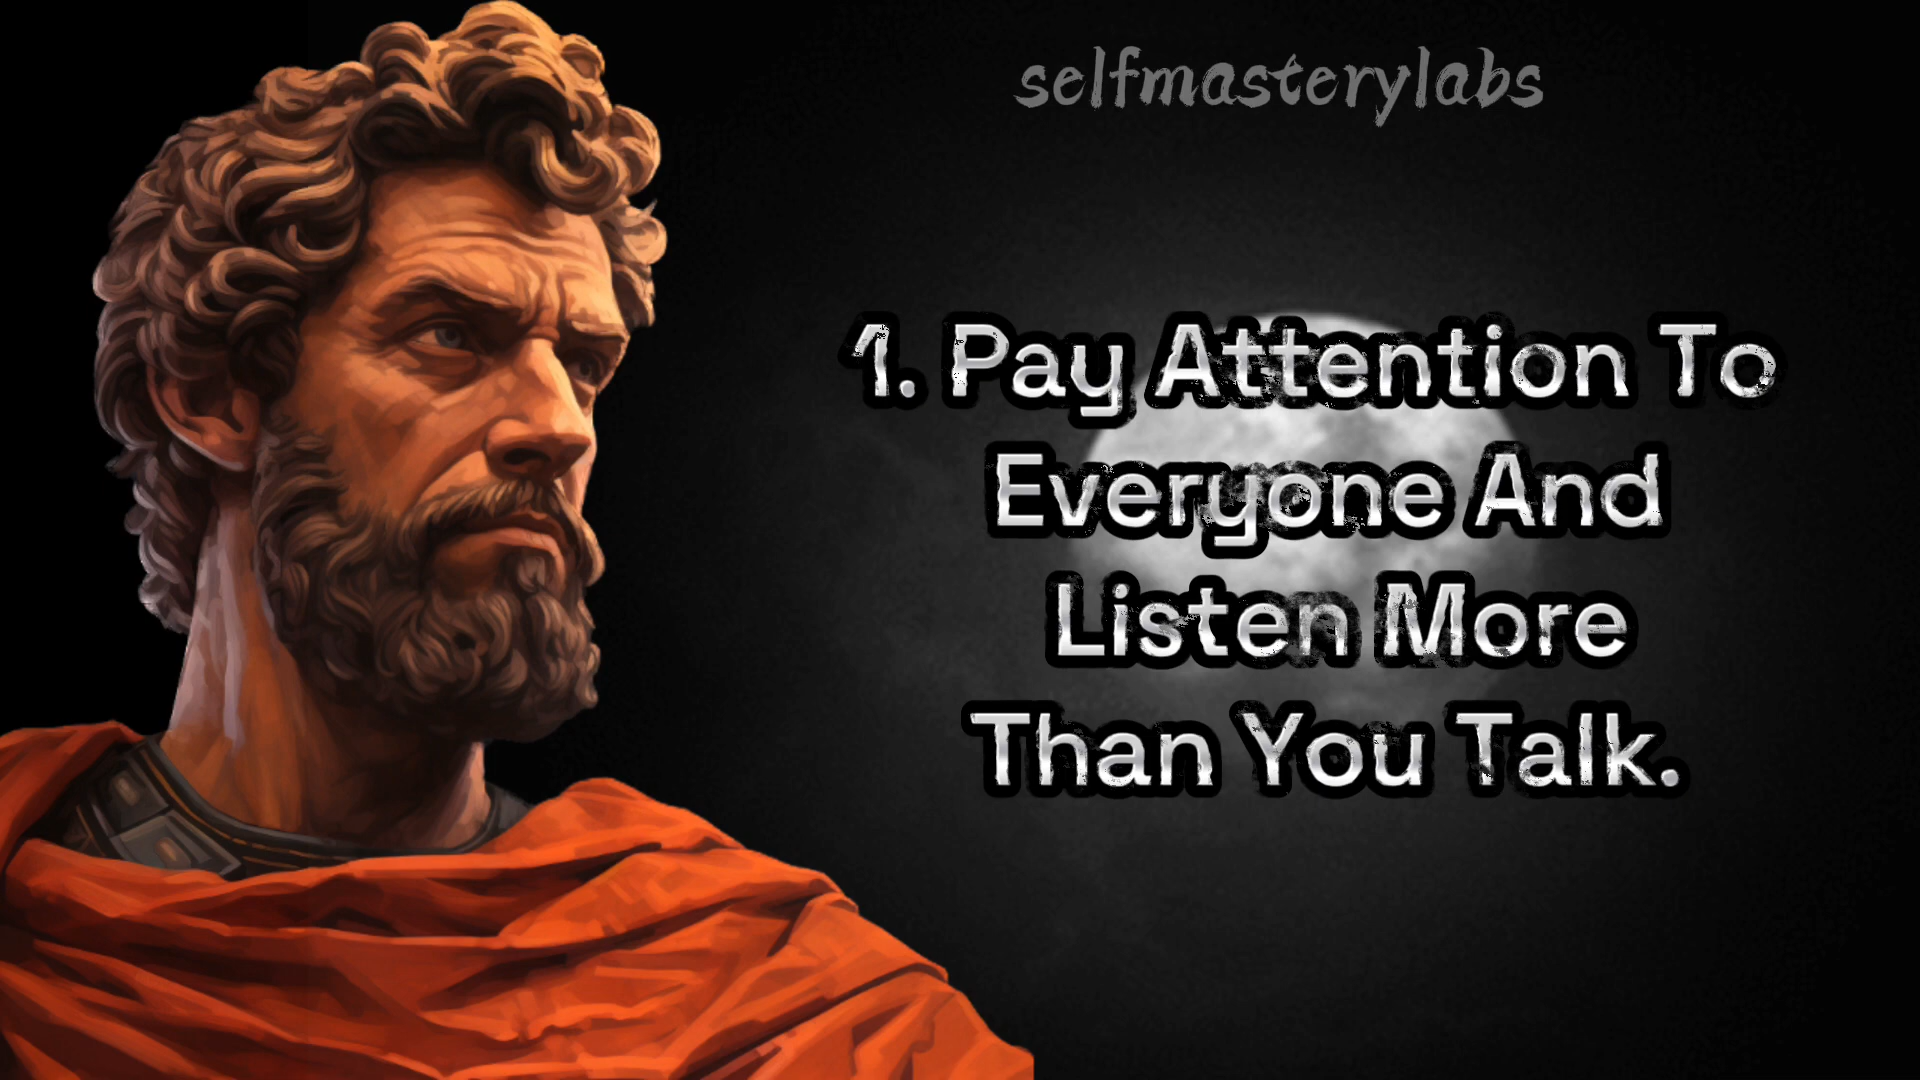 selfmasterylabs
1. Pay Attention To
Everyone And
Listen More
Than You Talk.